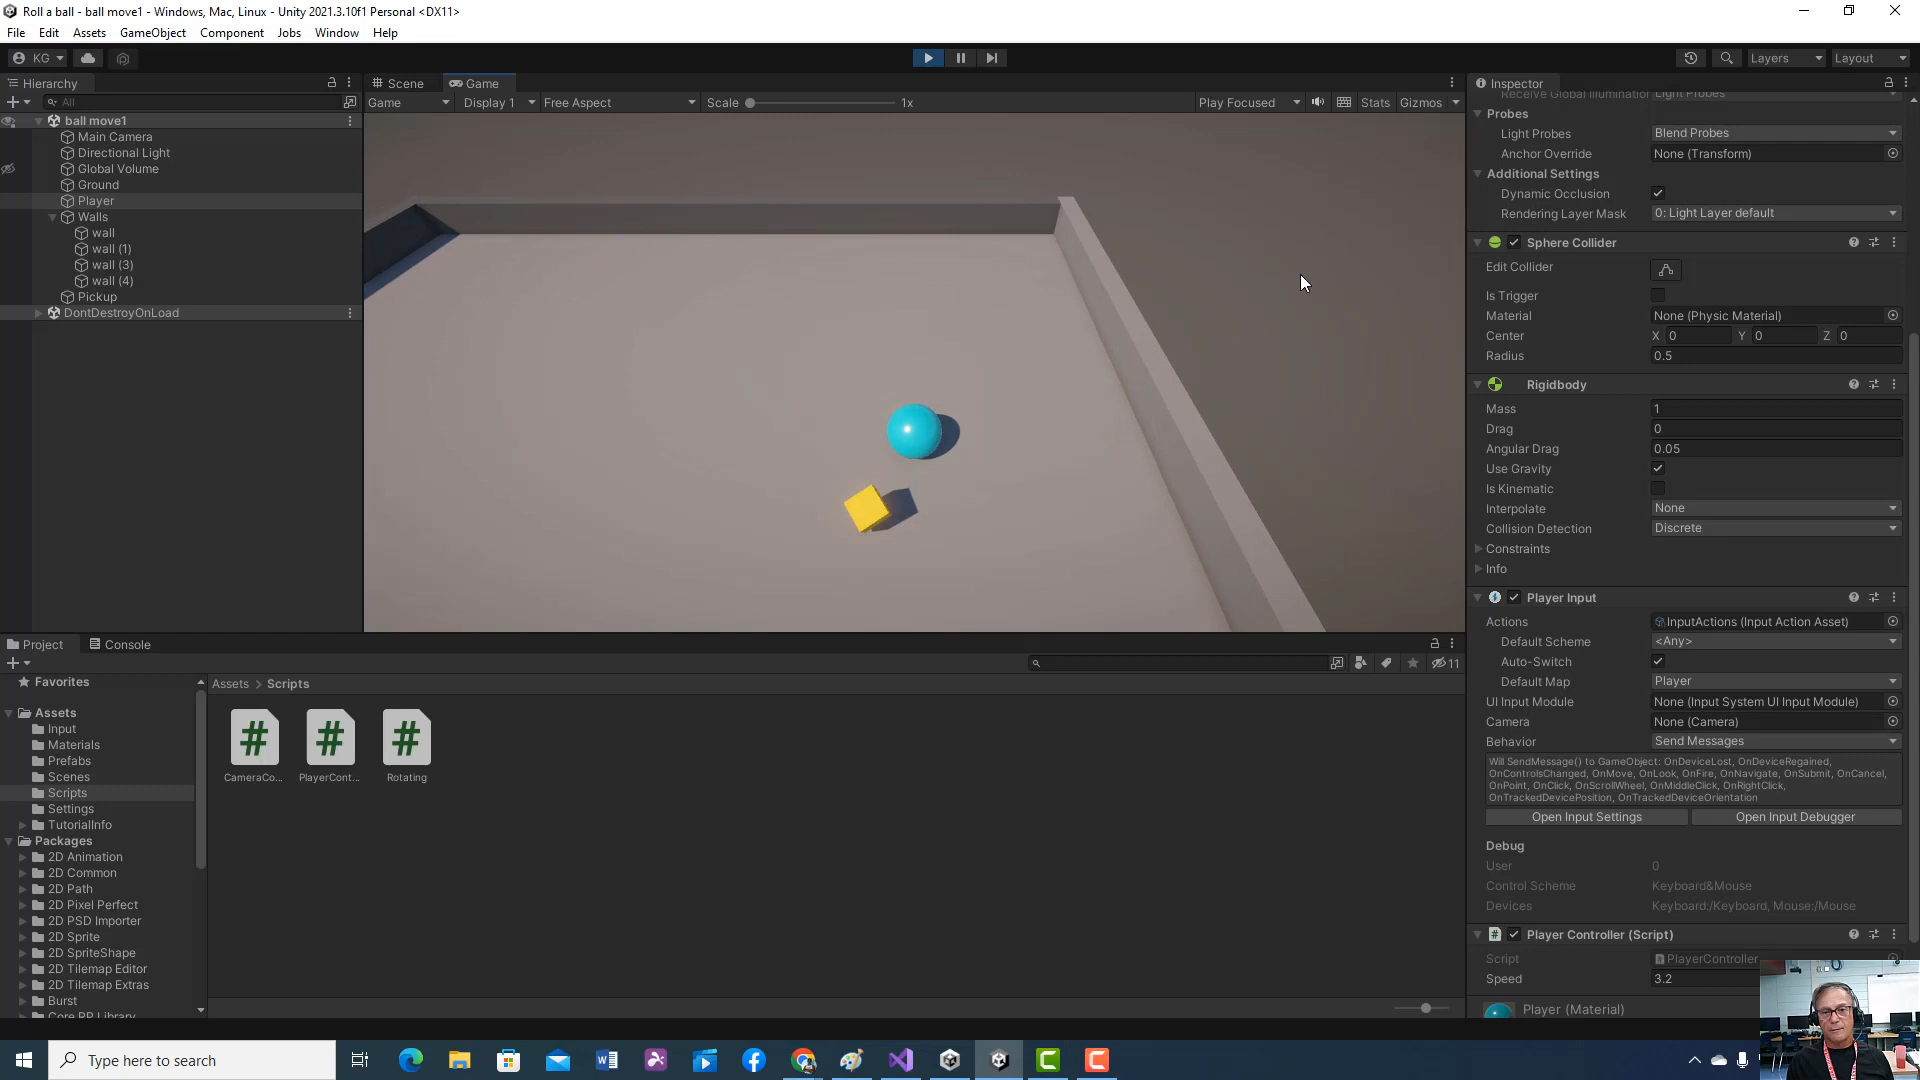 Roll a ball - ball move1 - Windows, Mac, Linux - Unity 2021.3.10f1 Personal <DX11>
File Edit Assets GameObject Component Jobs Window Help
KG
Layers
Layout
Hierarchy
All
ball move1
Main Camera
Directional Light
Global Volume
Ground
Player
Walls
wall
wall (1)
wall (3)
wall (4)
Pickup
DontDestroyOnLoad
Scene
Game
Game Display 1 Free Aspect Scale 1x Play Focused Stats Gizmos
Inspector
Receive Global Illumination Light Probes
Probes
Light Probes Blend Probes
Anchor Override None (Transform)
Additional Settings
Dynamic Occlusion
Rendering Layer Mask 0: Light Layer default
Sphere Collider
Edit Collider
Is Trigger
Material None (Physic Material)
Center X 0 Y 0 Z 0
Radius 0.5
Rigidbody
Mass 1
Drag 0
Angular Drag 0.05
Use Gravity
Is Kinematic
Interpolate None
Collision Detection Discrete
Constraints
Info
Player Input
Actions InputActions (Input Action Asset)
Default Scheme <Any>
Auto-Switch
Default Map Player
UI Input Module None (Input System UI Input Module)
Camera None (Camera)
Behavior Send Messages
Will SendMessage() to GameObject: OnDeviceLost, OnDeviceRegained,
OnControlsChanged, OnMove, OnLook, OnFire, OnNavigate, OnSubmit, OnCancel,
OnPoint, OnClick, OnScrollWheel, OnMiddleClick, OnRightClick,
OnTrackedDevicePosition, OnTrackedDeviceOrientation
Open Input Settings Open Input Debugger
Debug
User 0
Control Scheme Keyboard&Mouse
Devices Keyboard:/Keyboard, Mouse:/Mouse
Player Controller (Script)
Script PlayerController
Speed 3.2
Player (Material)
Project
Console
11
Favorites
Assets
Input
Materials
Prefabs
Scenes
Scripts
Settings
TutorialInfo
Packages
2D Animation
2D Common
2D Path
2D Pixel Perfect
2D PSD Importer
2D Sprite
2D SpriteShape
2D Tilemap Editor
2D Tilemap Extras
Burst
Core RP Library
Assets > Scripts
CameraCo... PlayerCont... Rotating
Type here to search